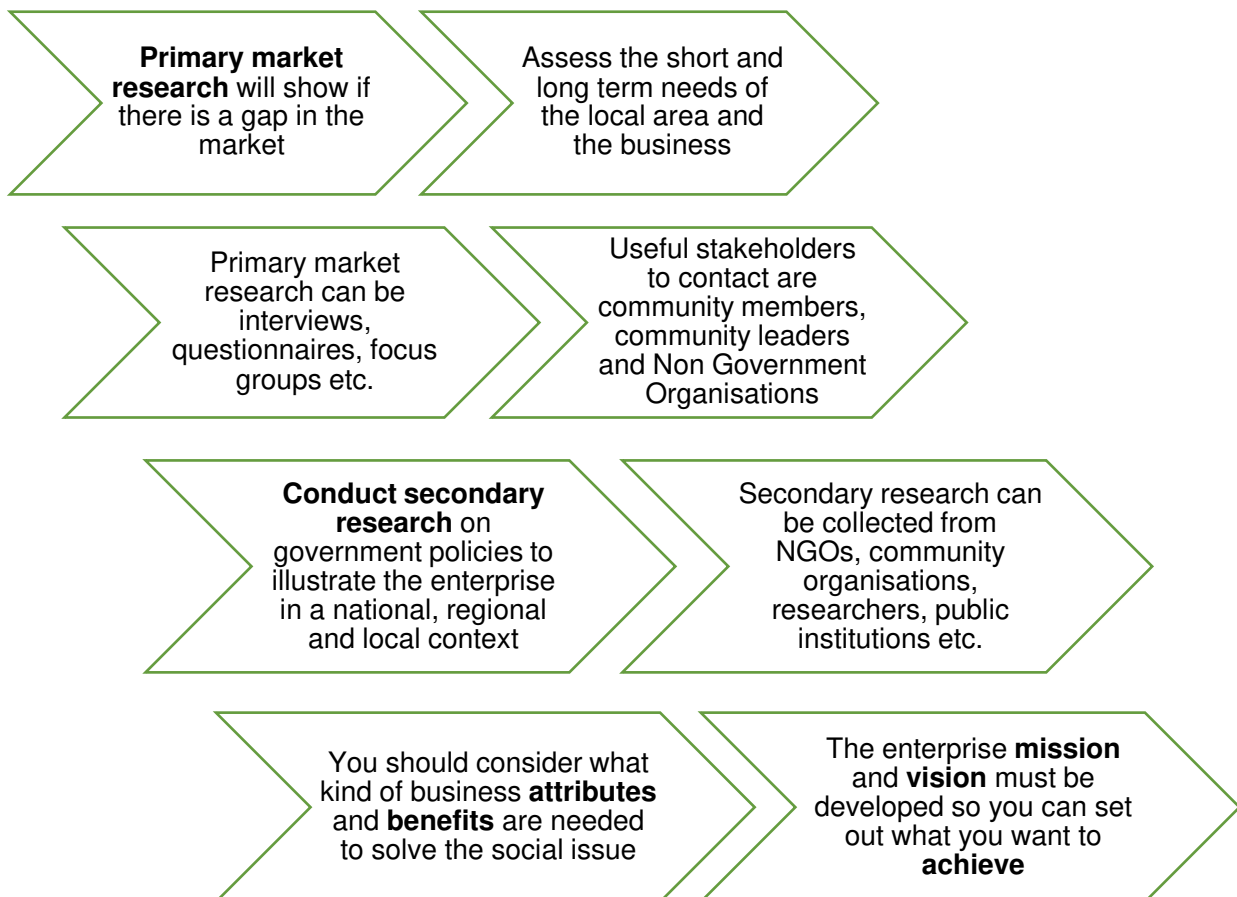 Primary market
research will show if
there is a gap in the
market
Assess the short and
long term needs of
the local area and
the business
Primary market
research can be
interviews,
questionnaires, focus
groups etc.
Useful stakeholders
to contact are
community members,
community leaders
and Non Government
Organisations
Conduct secondary
research on
government policies to
illustrate the enterprise
in a national, regional
and local context
Secondary research can
be collected from
NGOs, community
organisations,
researchers, public
institutions etc.
You should consider what
kind of business attributes
and benefits are needed
to solve the social issue
The enterprise mission
and vision must be
developed so you can set
out what you want to
achieve